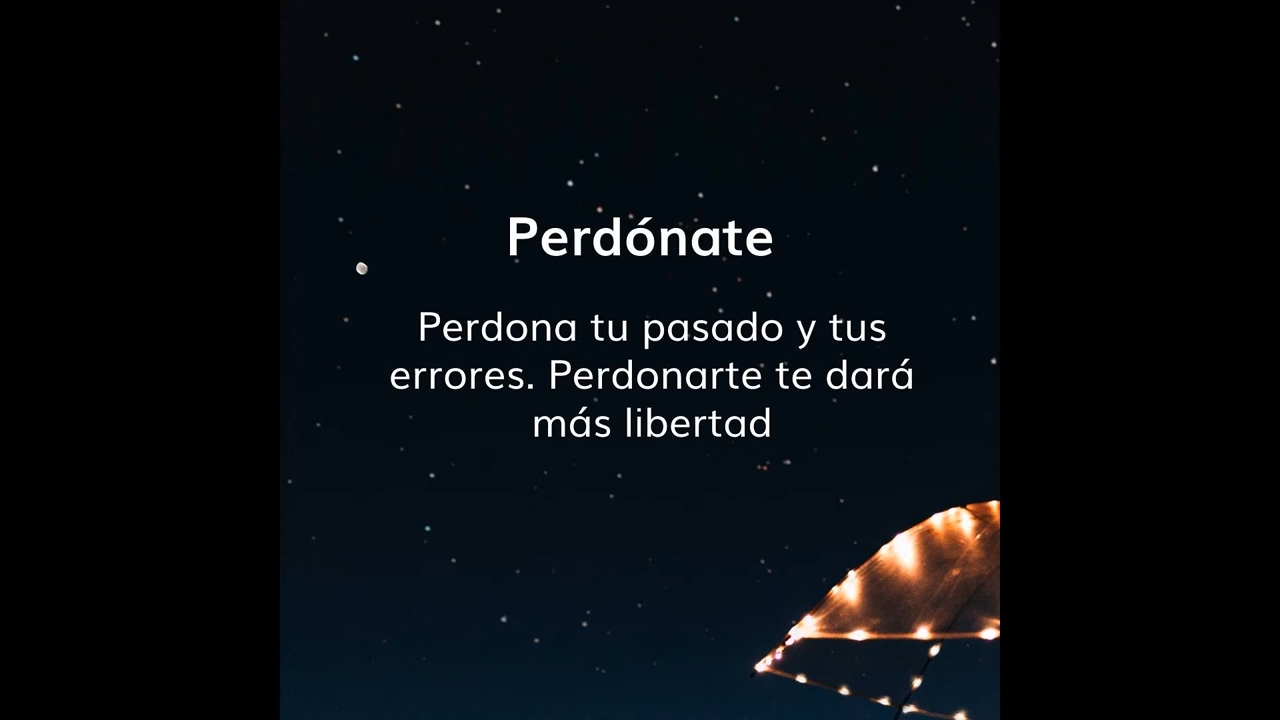 Perdónate
Perdona tu pasado y tus
errores. Perdonarte te dará
más libertad